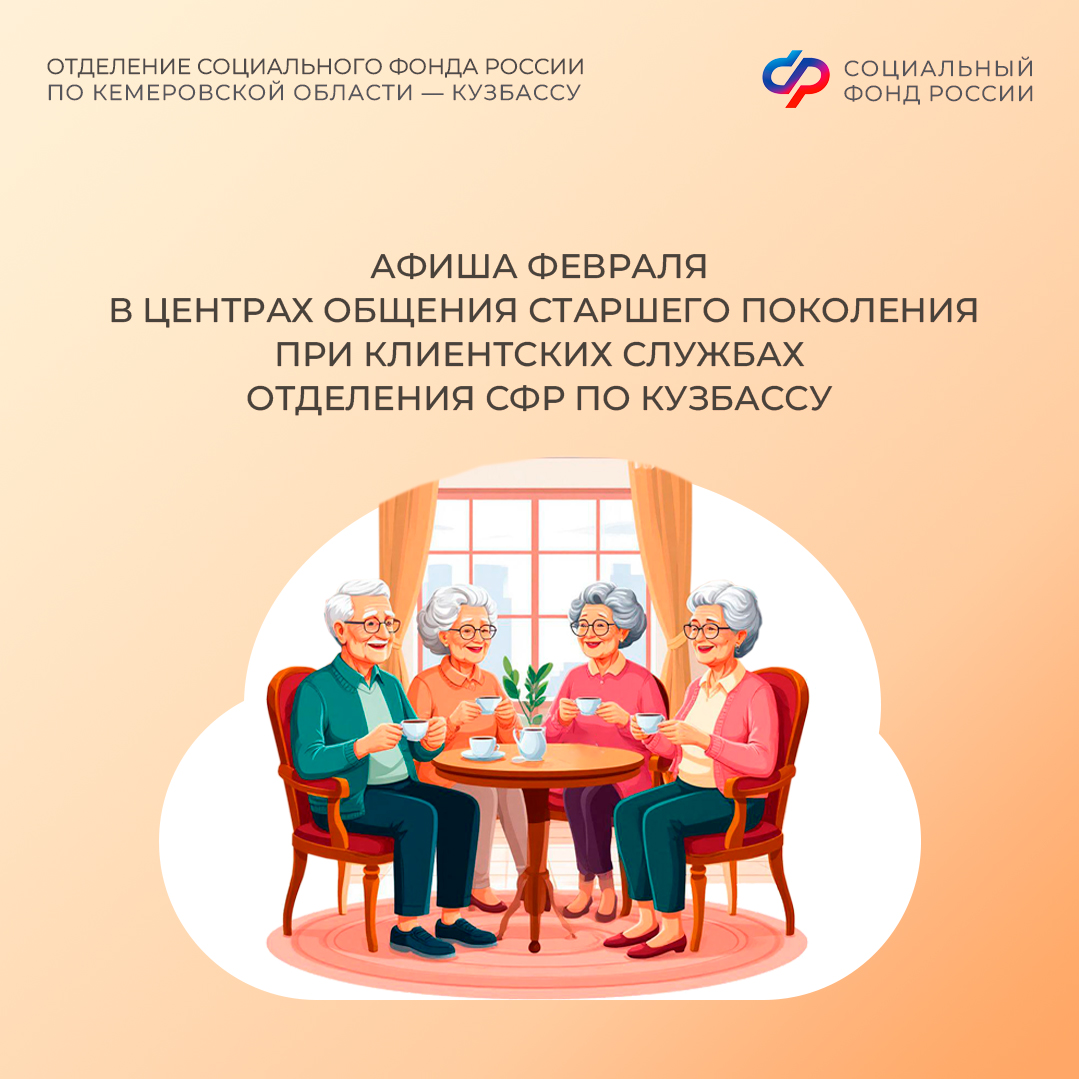 ОТДЕЛЕНИЕ СОЦИАЛЬНОГО ФОНДА РОССИИ
ПО КЕМЕРОВСКОЙ ОБЛАСТИ — КУЗБАССУ
СОЦИАЛЬНЫЙ
ФОНД РОССИИ
АФИША ФЕВРАЛЯ
В ЦЕНТРАХ ОБЩЕНИЯ СТАРШЕГО ПОКОЛЕНИЯ
ПРИ КЛИЕНТСКИХ СЛУЖБАХ
ОТДЕЛЕНИЯ СФР ПО КУЗБАССУ